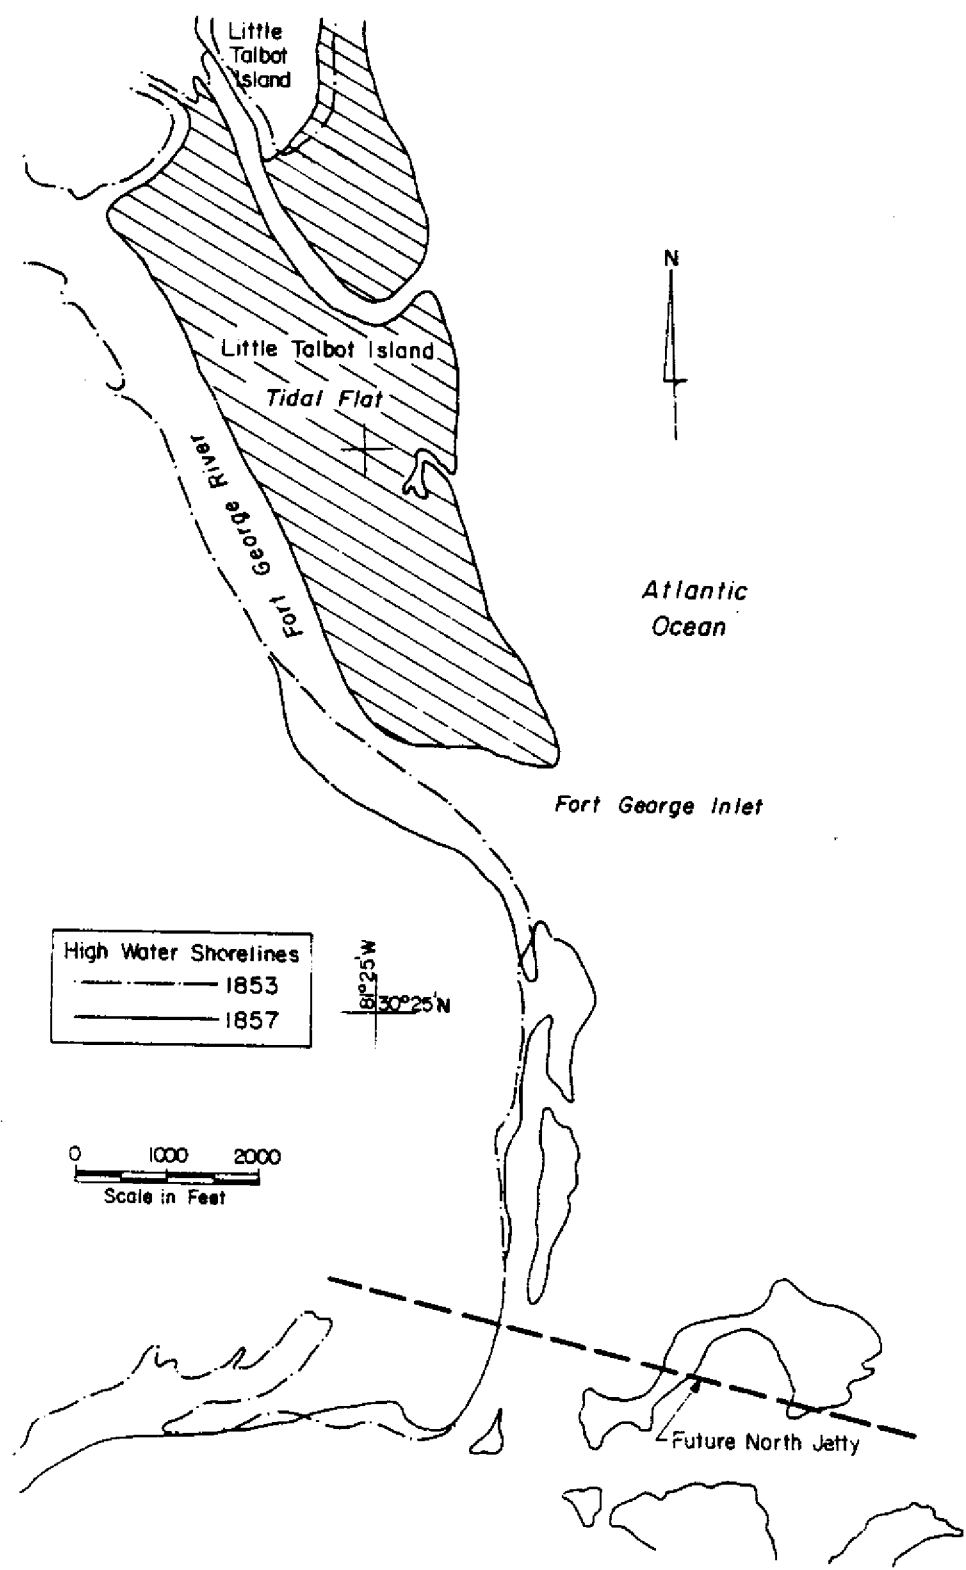 Little
Talbot
Island
N
Little Talbot Island
Tidal Flat
Fort George River
Atlantic
Ocean
Fort George Inlet
High Water Shorelines
1853
1857
81°25'W
30°25'N
0 1000 2000
Scale in Feet
Future North Jetty